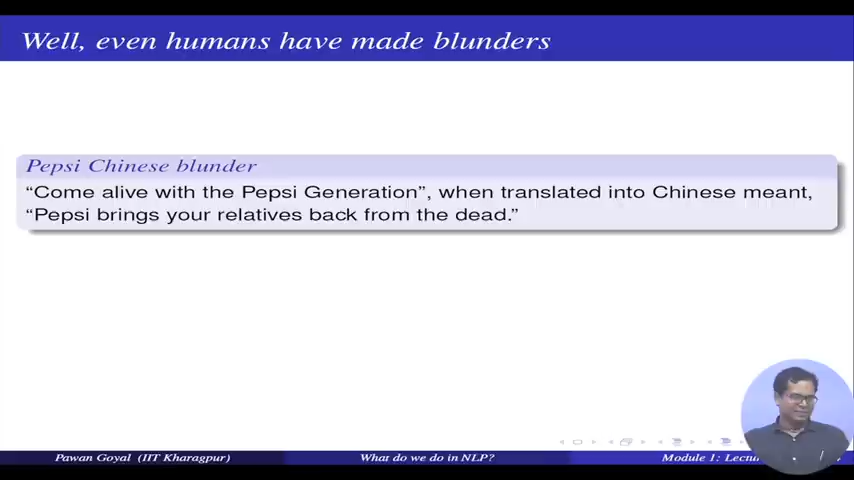 Well, even humans have made blunders
Pepsi Chinese blunder
“Come alive with the Pepsi Generation”, when translated into Chinese meant,
“Pepsi brings your relatives back from the dead.”
Pawan Goyal (IIT Kharagpur)
What do we do in NLP?
Module 1: